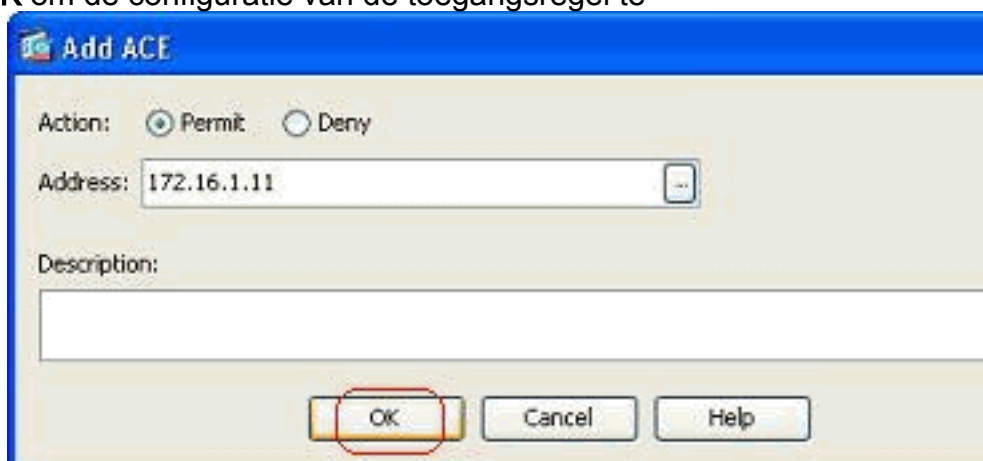 K om de configuratie van de toegangsregel te
Add ACE
Action: Permit Deny
Address: 172.16.1.11 ...
Description:
OK Cancel Help